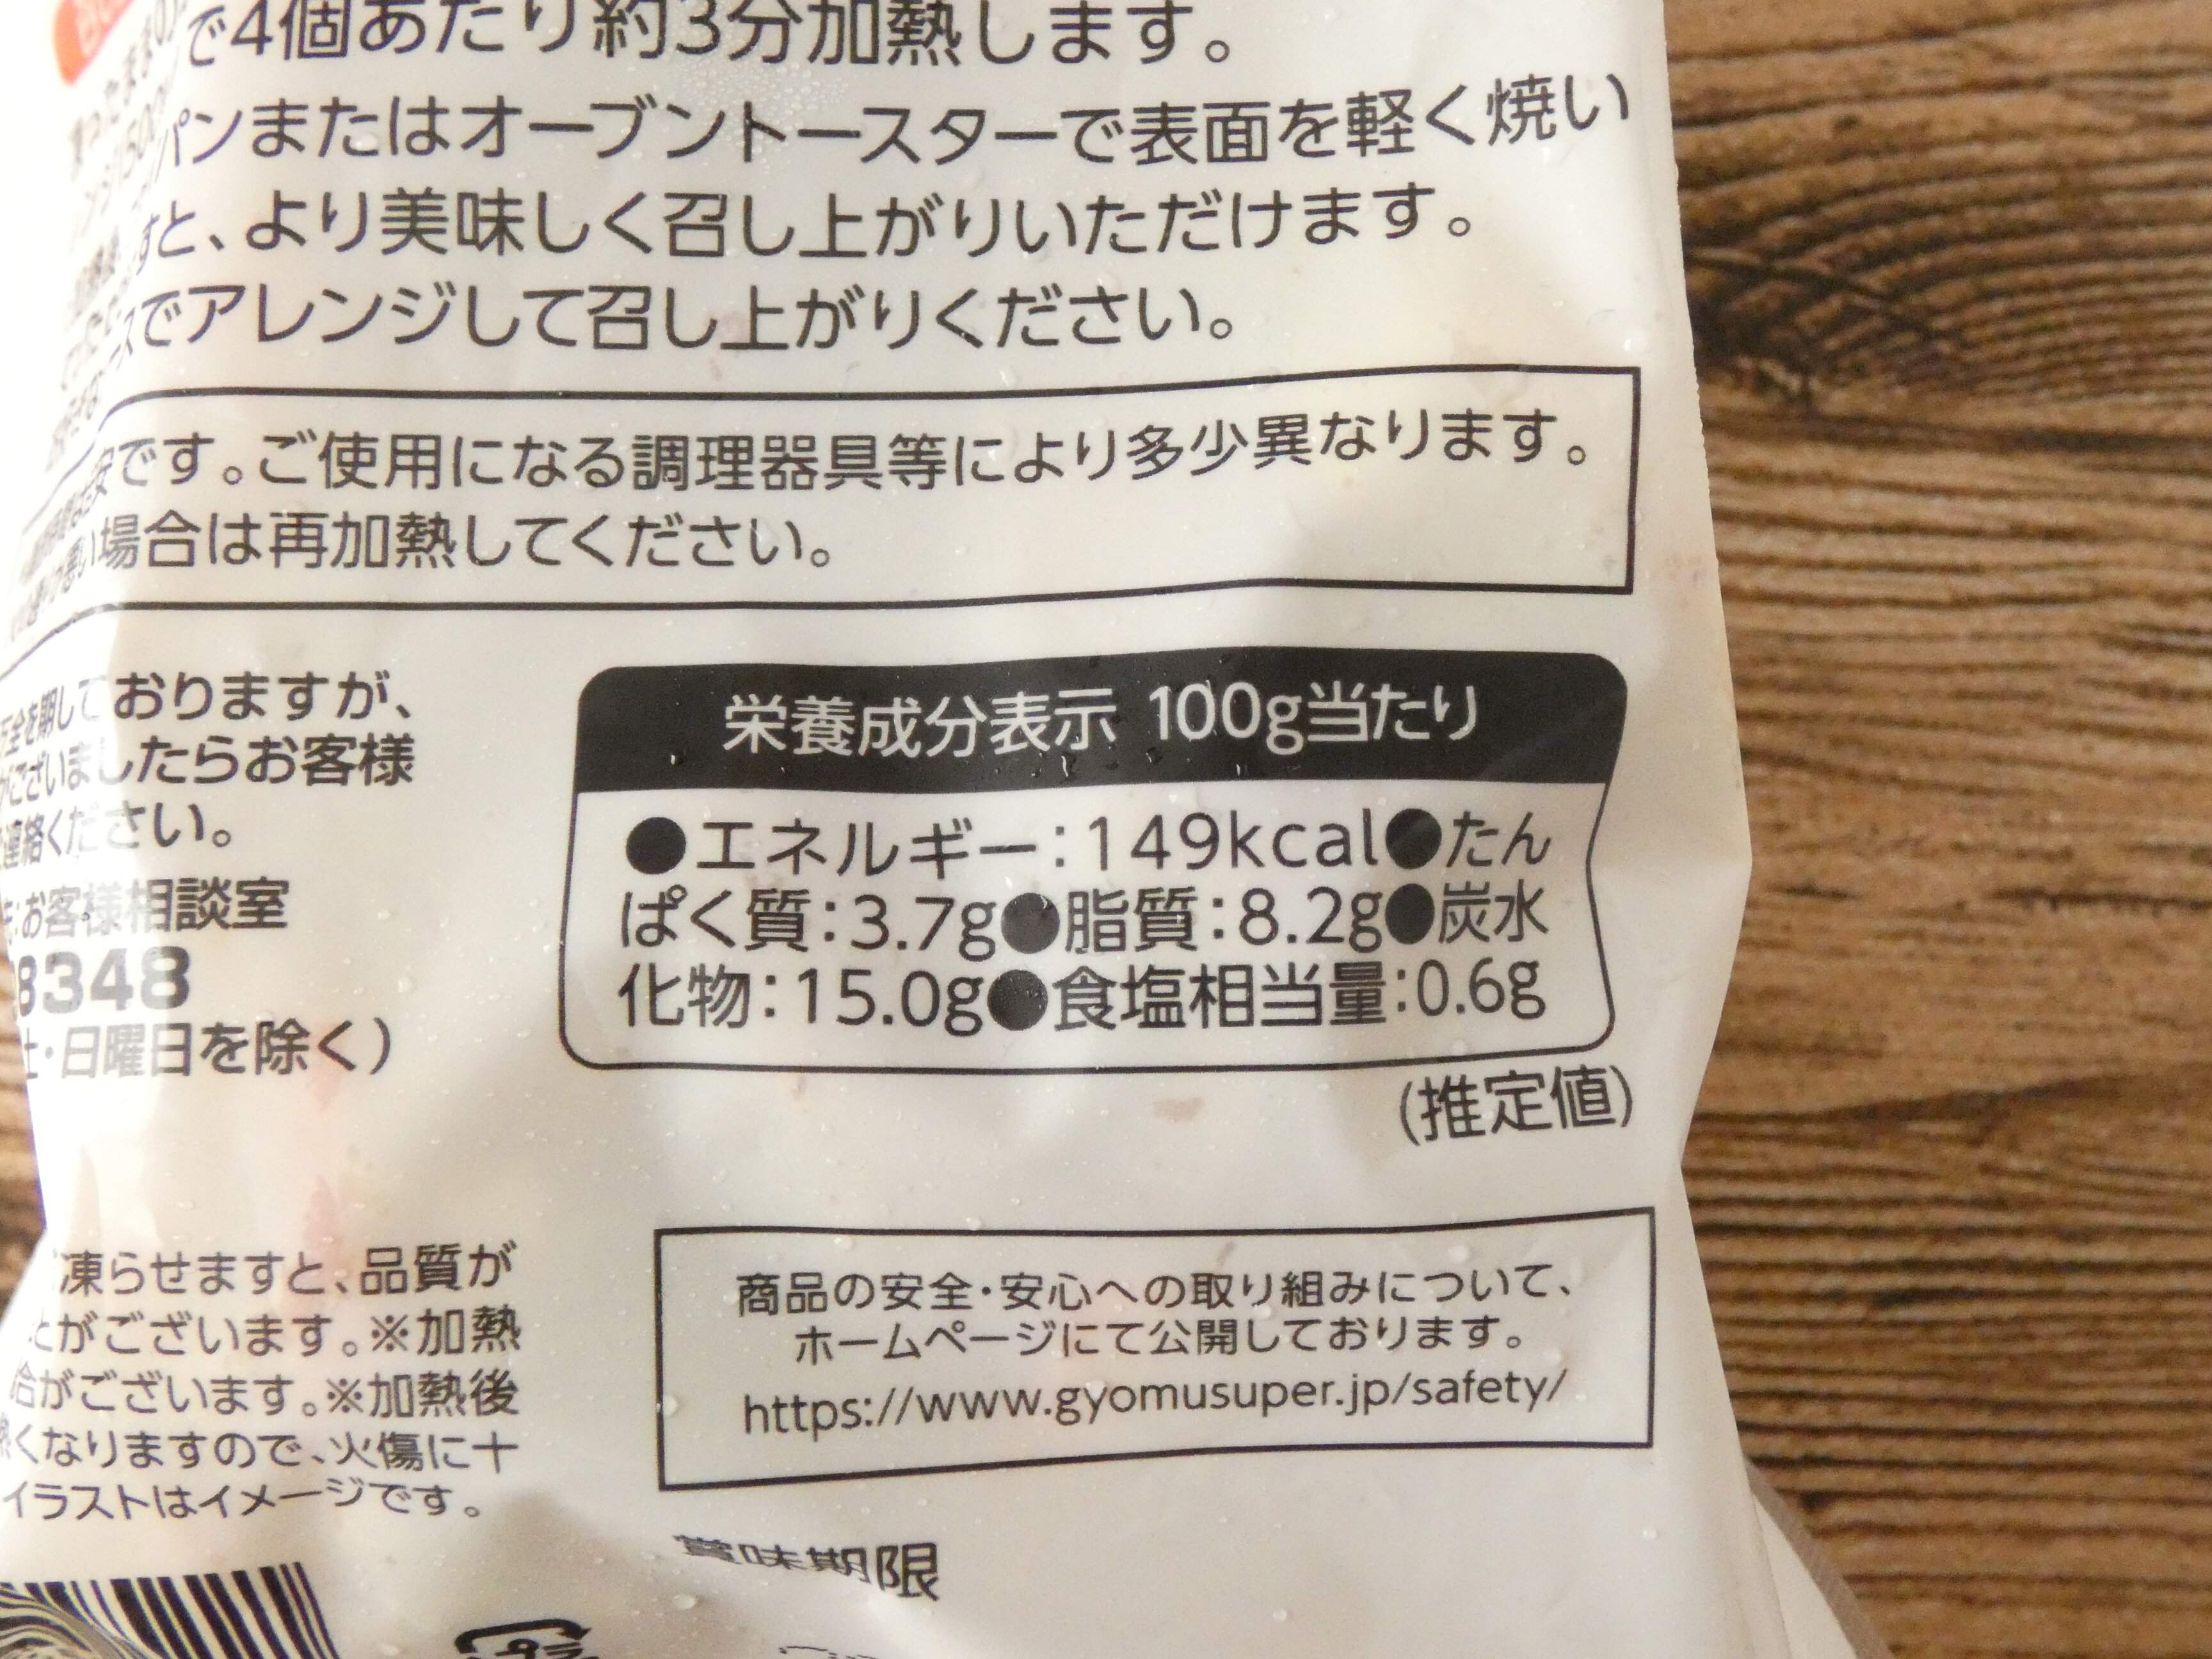 で4個あたり約3分加熱します。
パンまたはオーブントースターで表面を軽く焼い
すと、より美味しく召し上がりいただけます。
スでアレンジして召し上がりください。
安です。ご使用になる調理器具等により多少異なります。
い場合は再加熱してください。
万全を期しておりますが、
がございましたらお客様
連絡ください。
お客様相談室
8348
土・日曜日を除く)
栄養成分表示 100g当たり
●エネルギー:149kcal●たん
ぱく質:3.7g●脂質:8.2g●炭水
化物:15.0g●食塩相当量:0.6g
(推定値)
凍らせますと、品質が
とがございます。※加熱
合がございます。※加熱後
熱くなりますので、火傷に十
イラストはイメージです。
商品の安全・安心への取り組みについて、
ホームページにて公開しております。
https://www.gyomusuper.jp/safety/
賞味期限
プラ